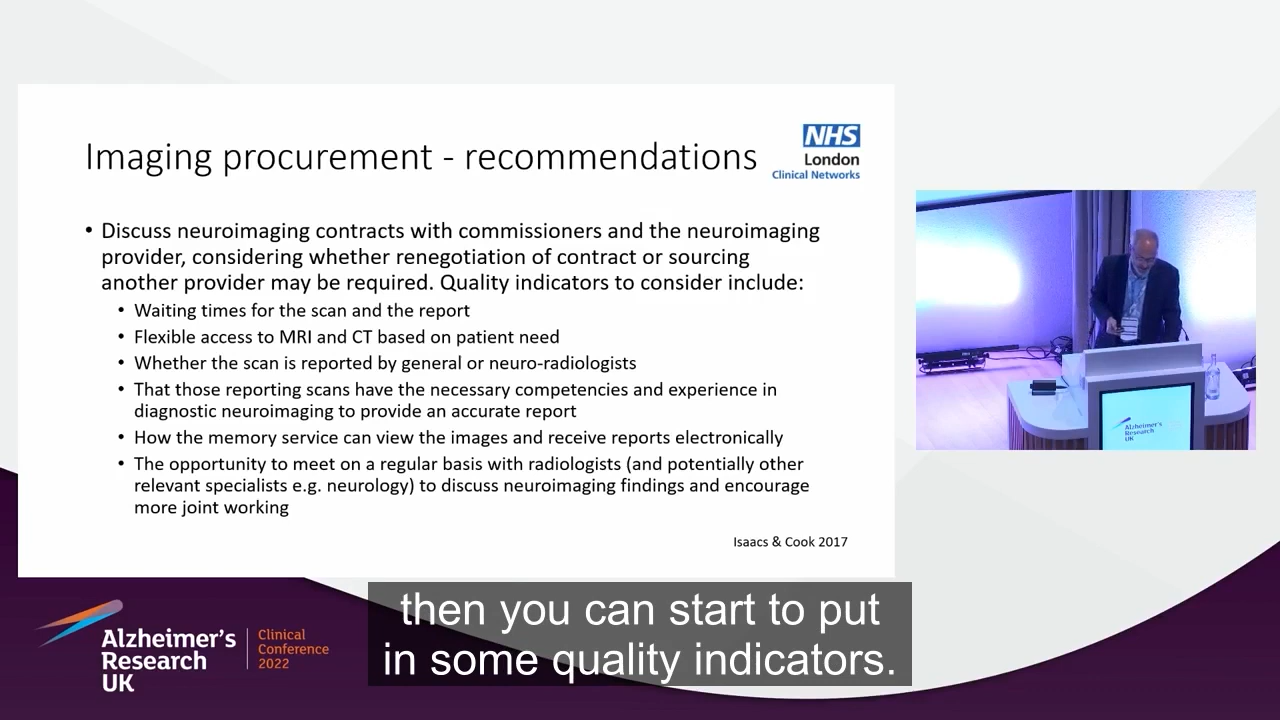 Imaging procurement - recommendations
NHS
London
Clinical Networks
• Discuss neuroimaging contracts with commissioners and the neuroimaging
provider, considering whether renegotiation of contract or sourcing
another provider may be required. Quality indicators to consider include:
• Waiting times for the scan and the report
• Flexible access to MRI and CT based on patient need
• Whether the scan is reported by general or neuro-radiologists
• That those reporting scans have the necessary competencies and experience in
diagnostic neuroimaging to provide an accurate report
• How the memory service can view the images and receive reports electronically
• The opportunity to meet on a regular basis with radiologists (and potentially other
relevant specialists e.g. neurology) to discuss neuroimaging findings and encourage
more joint working
Isaacs & Cook 2017
Alzheimer's
Research
UK
Alzheimer's
Research
UK
Clinical
Conference
2022
then you can start to put
in some quality indicators.